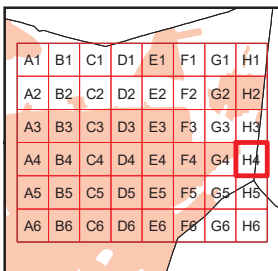 A1 B1 C1 D1 E1 F1 G1 H1
A2 B2 C2 D2 E2 F2 G2 H2
A3 B3 C3 D3 E3 F3 G3 H3
A4 B4 C4 D4 E4 F4 G4 H4
A5 B5 C5 D5 E5 F5 G5 H5
A6 B6 C6 D6 E6 F6 G6 H6